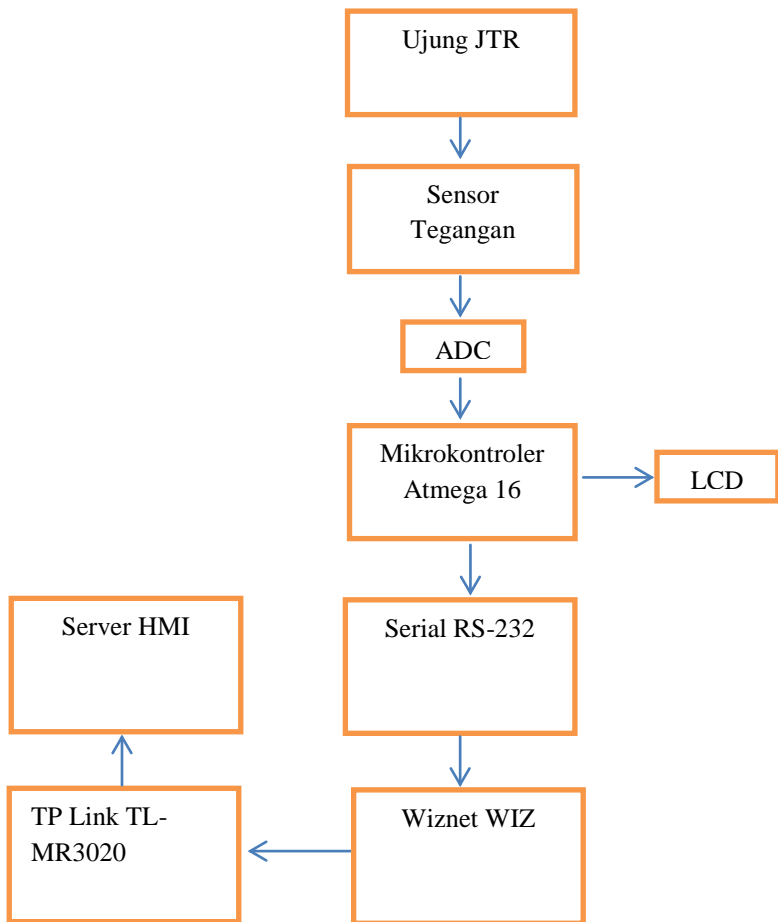 Ujung JTR
Sensor
Tegangan
ADC
Mikrokontroler
Atmega 16
LCD
Serial RS-232
Server HMI
Wiznet WIZ
TP Link TL-
MR3020